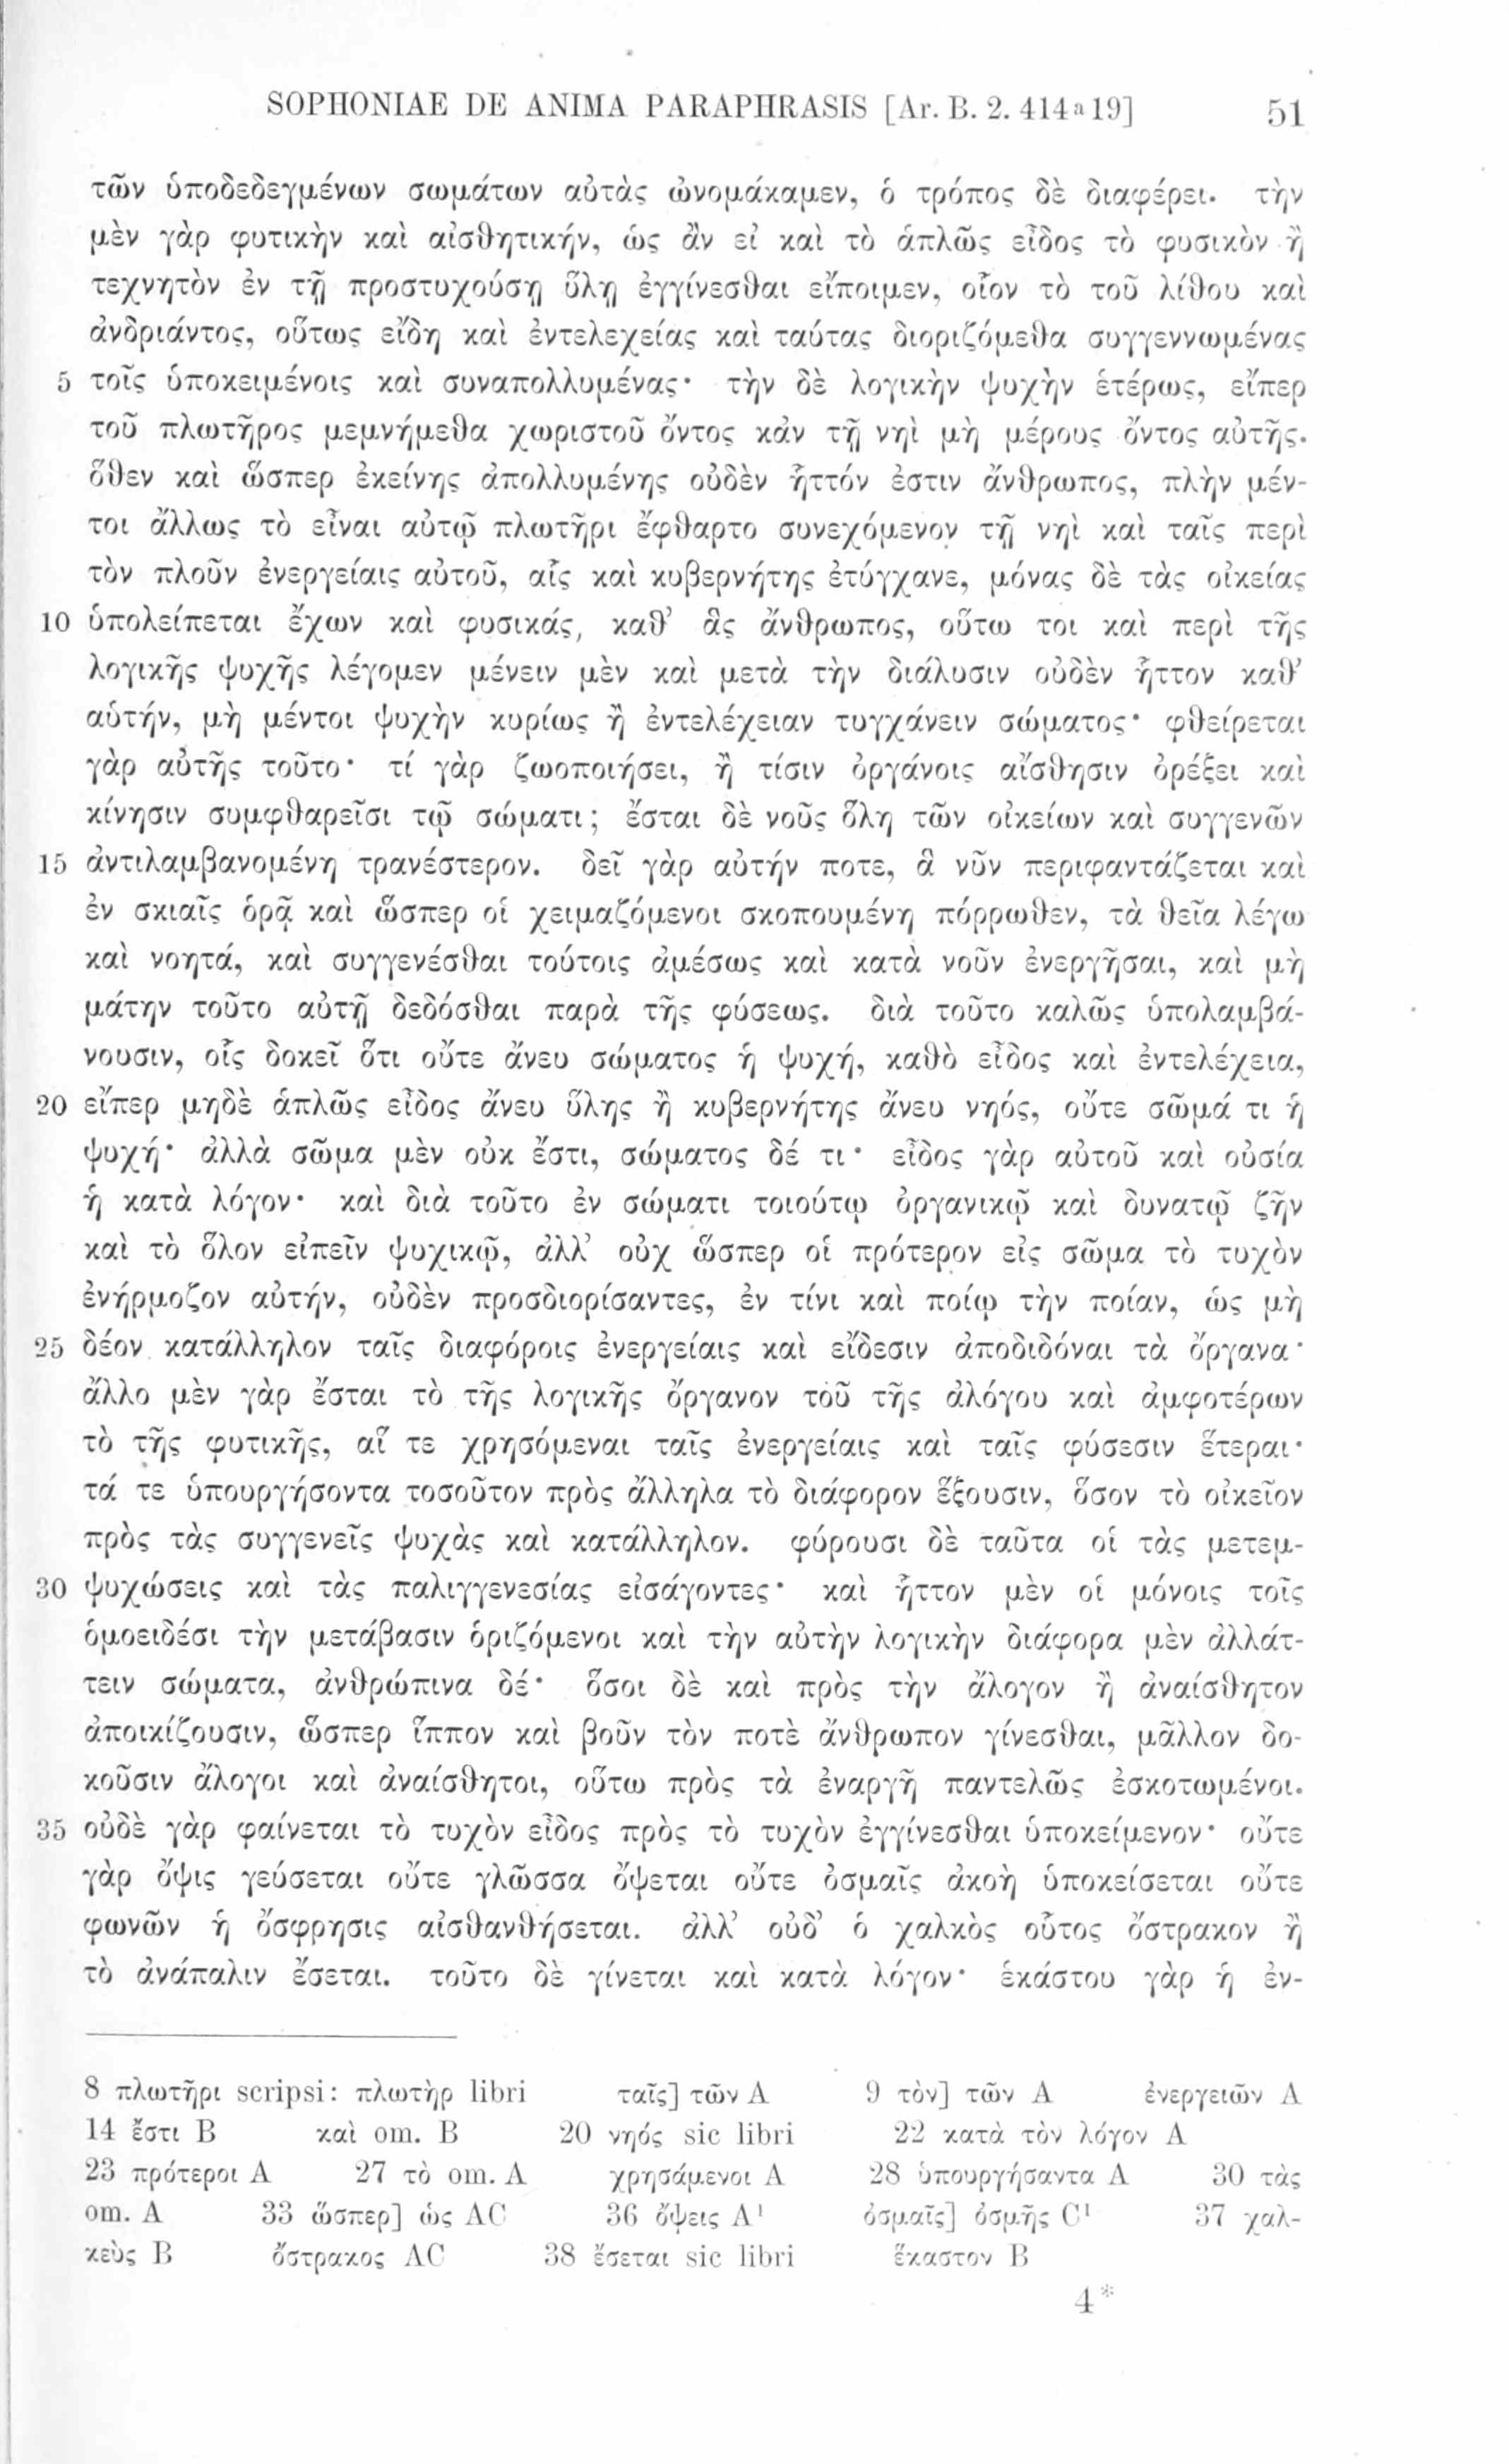 SOPHONIAE DE ANIMA PARAPHRASIS [Ar. B. 2. 414a19] 51
τῶν ὑποδεδεγμένων σωμάτων αὐτὰς ὠνομάκαμεν, ὁ τρόπος δὲ διαφέρει. τὴν
μὲν γὰρ φυτικὴν καὶ αἰσθητικήν, ὡς ἂν εἰ καὶ τὸ ἁπλῶς εἶδος τὸ φυσικὸν ἢ
τεχνητὸν ἐν τῇ προστυχούσῃ ὕλῃ ἐγγίνεσθαι εἴποιμεν, οἷον τὸ τοῦ λίθου καὶ
ἀνδριάντος, οὕτως εἴδη καὶ ἐντελεχείας καὶ ταύτας διοριζόμεθα συγγεννωμένας
5 τοῖς ὑποκειμένοις καὶ συναπολλυμένας· τὴν δὲ λογικὴν ψυχὴν ἑτέρως, εἴπερ
τοῦ πλωτῆρος μεμνήμεθα χωριστοῦ ὄντος κἀν τῇ νηὶ μὴ μέρους ὄντος αὐτῆς.
ὅθεν καὶ ὥσπερ ἐκείνης ἀπολλυμένης οὐδὲν ἧττόν ἐστιν ἄνθρωπος, πλὴν μέν-
τοι ἄλλως τὸ εἶναι αὐτῷ πλωτῆρι ἔφθαρτο συνεχόμενον τῇ νηὶ καὶ ταῖς περὶ
τὸν πλοῦν ἐνεργείαις αὐτοῦ, αἷς καὶ κυβερνήτης ἐτύγχανε, μόνας δὲ τὰς οἰκείας
10 ὑπολείπεται ἔχων καὶ φυσικάς, καθ’ ἃς ἄνθρωπος, οὕτω τοι καὶ περὶ τῆς
λογικῆς ψυχῆς λέγομεν μένειν μὲν καὶ μετὰ τὴν διάλυσιν οὐδὲν ἧττον καθ’
αὑτήν, μὴ μέντοι ψυχὴν κυρίως ἢ ἐντελέχειαν τυγχάνειν σώματος· φθείρεται
γὰρ αὐτῆς τοῦτο· τί γὰρ ζωοποιήσει, ἢ τίσιν ὀργάνοις αἴσθησιν ὀρέξει καὶ
κίνησιν συμφθαρεῖσι τῷ σώματι; ἔσται δὲ νοῦς ὅλη τῶν οἰκείων καὶ συγγενῶν
15 ἀντιλαμβανομένη τρανέστερον. δεῖ γὰρ αὐτήν ποτε, ἃ νῦν περιφαντάζεται καὶ
ἐν σκιαῖς ὁρᾷ καὶ ὥσπερ οἱ χειμαζόμενοι σκοπουμένη πόρρωθεν, τὰ θεῖα λέγω
καὶ νοητά, καὶ συγγενέσθαι τούτοις ἀμέσως καὶ κατὰ νοῦν ἐνεργῆσαι, καὶ μὴ
μάτην τοῦτο αὐτῇ δεδόσθαι παρὰ τῆς φύσεως. διὰ τοῦτο καλῶς ὑπολαμβά-
νουσιν, οἷς δοκεῖ ὅτι οὔτε ἄνευ σώματος ἡ ψυχή, καθὸ εἶδος καὶ ἐντελέχεια,
20 εἴπερ μηδὲ ἁπλῶς εἶδος ἄνευ ὕλης ἢ κυβερνήτης ἄνευ νηός, οὔτε σῶμά τι ἡ
ψυχή· ἀλλὰ σῶμα μὲν οὐκ ἔστι, σώματος δέ τι· εἶδος γὰρ αὐτοῦ καὶ οὐσία
ἡ κατὰ λόγον· καὶ διὰ τοῦτο ἐν σώματι τοιούτῳ ὀργανικῷ καὶ δυνατῷ ζῆν
καὶ τὸ ὅλον εἰπεῖν ψυχικῷ, ἀλλ’ οὐχ ὥσπερ οἱ πρότερον εἰς σῶμα τὸ τυχὸν
ἐνήρμοζον αὐτήν, οὐδὲν προσδιορίσαντες, ἐν τίνι καὶ ποίῳ τὴν ποίαν, ὡς μὴ
25 δέον κατάλληλον ταῖς διαφόροις ἐνεργείαις καὶ εἴδεσιν ἀποδιδόναι τὰ ὄργανα·
ἄλλο μὲν γὰρ ἔσται τὸ τῆς λογικῆς ὄργανον τοῦ τῆς ἀλόγου καὶ ἀμφοτέρων
τὸ τῆς φυτικῆς, αἵ τε χρησόμεναι ταῖς ἐνεργείαις καὶ ταῖς φύσεσιν ἕτεραι·
τά τε ὑπουργήσοντα τοσοῦτον πρὸς ἄλληλα τὸ διάφορον ἕξουσιν, ὅσον τὸ οἰκεῖον
πρὸς τὰς συγγενεῖς ψυχὰς καὶ κατάλληλον. φύρουσι δὲ ταῦτα οἱ τὰς μετεμ-
30 ψυχώσεις καὶ τὰς παλιγγενεσίας εἰσάγοντες· καὶ ἧττον μὲν οἱ μόνοις τοῖς
ὁμοειδέσι τὴν μετάβασιν ὁριζόμενοι καὶ τὴν αὐτὴν λογικὴν διάφορα μὲν ἀλλάτ-
τειν σώματα, ἀνθρώπινα δέ· ὅσοι δὲ καὶ πρὸς τὴν ἄλογον ἢ ἀναίσθητον
ἀποικίζουσιν, ὥσπερ ἵππον καὶ βοῦν τὸν ποτὲ ἄνθρωπον γίνεσθαι, μᾶλλον δο-
κοῦσιν ἄλογοι καὶ ἀναίσθητοι, οὕτω πρὸς τὰ ἐναργῆ παντελῶς ἐσκοτωμένοι.
35 οὐδὲ γὰρ φαίνεται τὸ τυχὸν εἶδος πρὸς τὸ τυχὸν ἐγγίνεσθαι ὑποκείμενον· οὔτε
γὰρ ὄψις γεύσεται οὔτε γλῶσσα ὄψεται οὔτε ὀσμαῖς ἀκοὴ ὑποκείσεται οὔτε
φωνῶν ἡ ὄσφρησις αἰσθανθήσεται. ἀλλ’ οὐδ’ ὁ χαλκὸς οὗτος ὄστρακον ἢ
τὸ ἀνάπαλιν ἔσεται. τοῦτο δὲ γίνεται καὶ κατὰ λόγον· ἑκάστου γὰρ ἡ ἐν-
8 πλωτῆρι scripsi: πλωτὴρ libri ταῖς] τῶν A 9 τὸν] τῶν A ἐνεργειῶν A
14 ἔστι B καὶ om. B 20 νηός sic libri 22 κατὰ τὸν λόγον A
23 πρότεροι A 27 τὸ om. A χρησάμενοι A 28 ὑπουργήσαντα A 30 τὰς
om. A 33 ὥσπερ] ὡς AC 36 ὄψεις A¹ ὀσμαῖς] ὀσμῆς C¹ 37 χαλ-
κεὺς B ὄστρακος AC 38 ἔσεται sic libri ἕκαστον B
4*